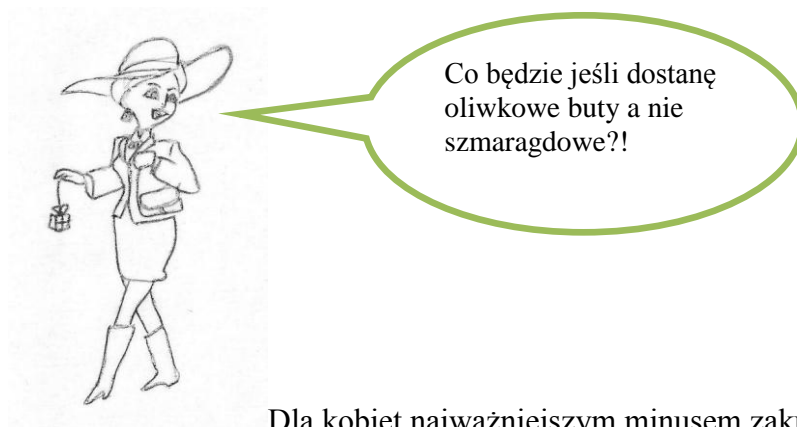 Co będzie jeśli dostanę
oliwkowe buty a nie
szmaragdowe?!
Dla kobiet najważniejszym minusem